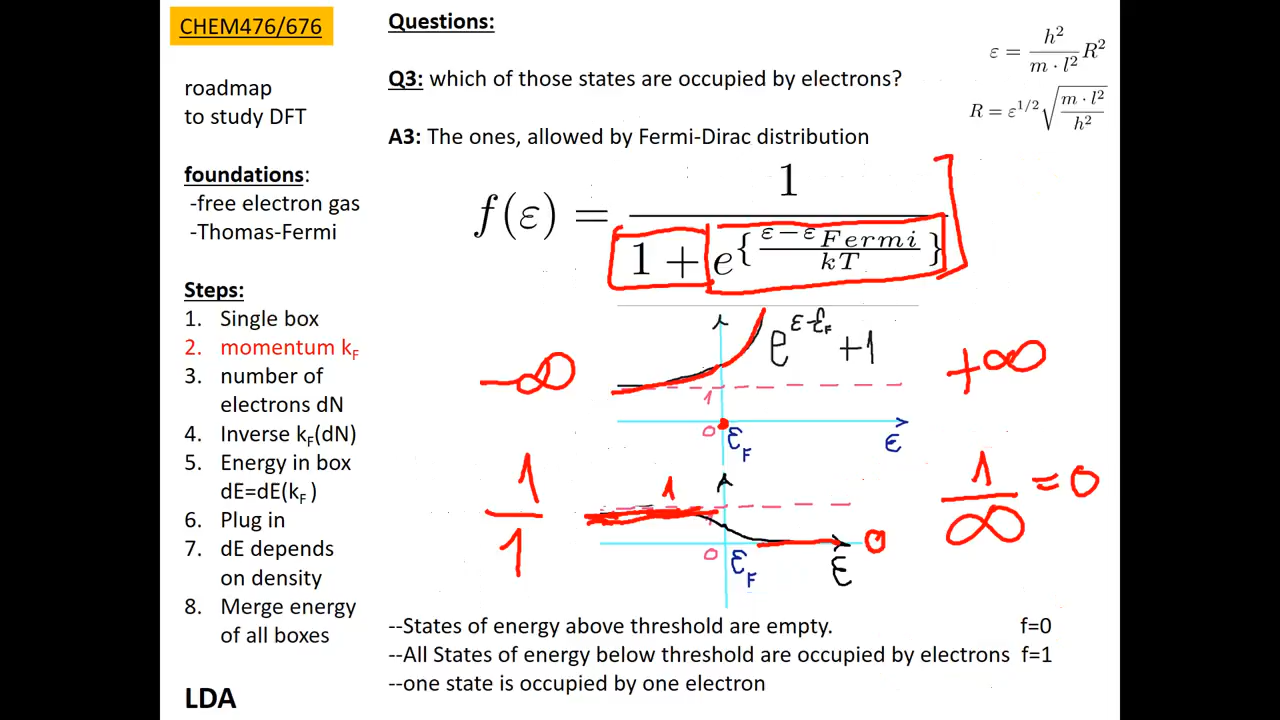 CHEM476/676
roadmap
to study DFT
foundations:
-free electron gas
-Thomas-Fermi
Steps:
1. Single box
2. momentum kF
3. number of
electrons dN
4. Inverse kF(dN)
5. Energy in box
dE=dE(kF)
6. Plug in
7. dE depends
on density
8. Merge energy
of all boxes
LDA
Questions:
Q3: which of those states are occupied by electrons?
A3: The ones, allowed by Fermi-Dirac distribution
ε = h²/(m · l²) R²
R = ε^1/2 √(m · l²/h²)
f(ε) = 1/(1 + e^{(ε−εFermi)/kT})
e^ε-εF +1
-∞
+∞
1
0
εF
ε
1/1
1
1/∞ = 0
1
0
εF
ε
0
--States of energy above threshold are empty. f=0
--All States of energy below threshold are occupied by electrons f=1
--one state is occupied by one electron